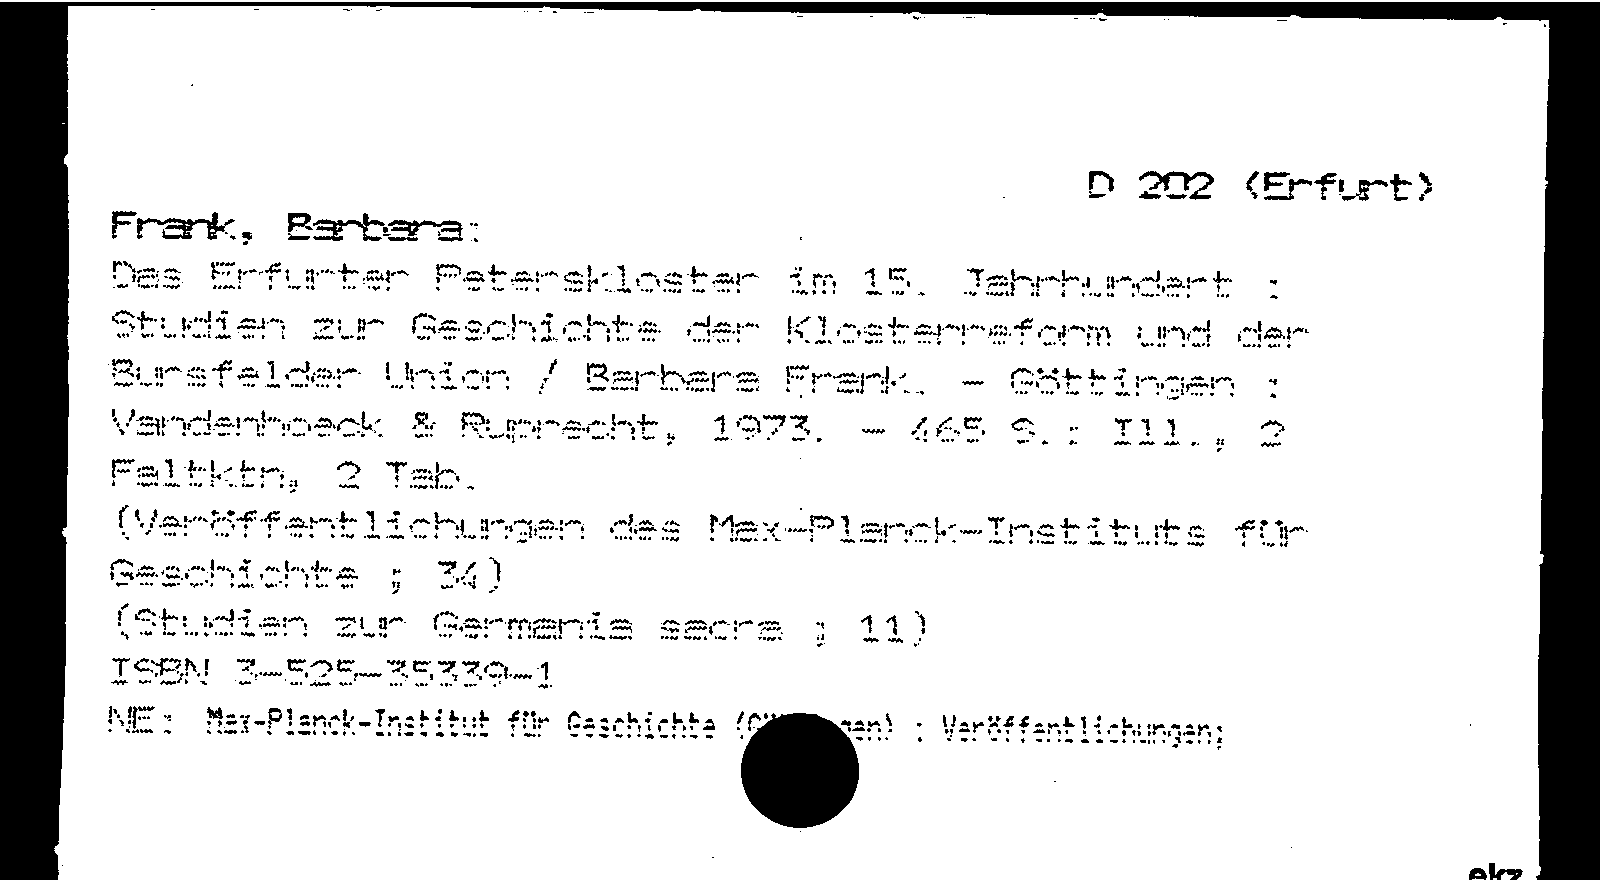 D 202 (Erfurt)
Frank, Barbara:
Das Erfurter Peterskloster im 15. Jahrhundert :
Studien zur Geschichte der Klosterreform und der
Bursfelder Union / Barbara Frank. - Göttingen :
Vandenhoeck & Ruprecht, 1973. - 465 S.: Ill., 2
Faltktn, 2 Tab.
(Veröffentlichungen des Max-Planck-Instituts für
Geschichte ; 34)
(Studien zur Germania sacra ; 11)
ISBN 3-525-35339-1
NE: Max-Planck-Institut für Geschichte : Veröffentlichungen;
ekz